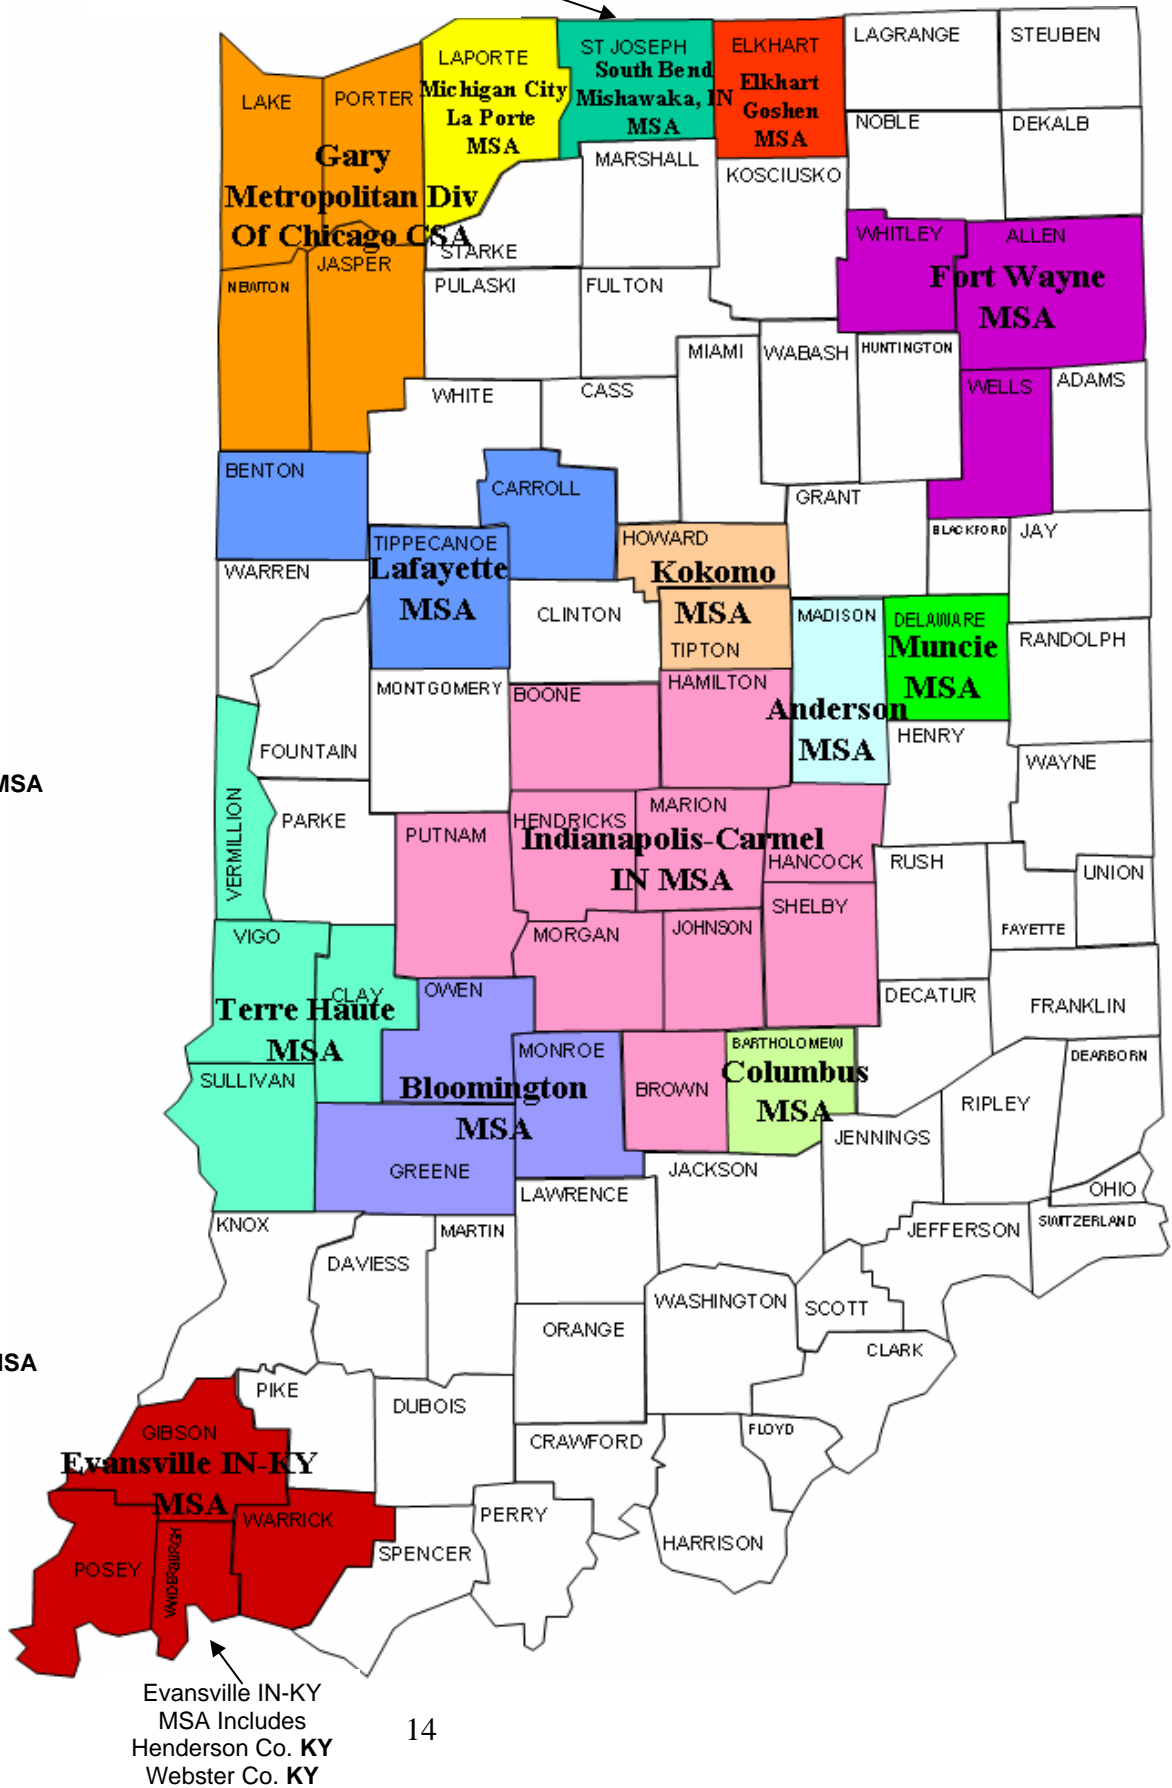 LAGRANGE
STEUBEN
ST JOSEPH
ELKHART
LAPORTE
South Bend
Mishawaka, IN
MSA
Elkhart
Goshen
MSA
Michigan City
La Porte
MSA
LAKE
PORTER
NOBLE
DEKALB
Gary
Metropolitan Div
Of Chicago CSA
MARSHALL
KOSCIUSKO
STARKE
WHITLEY
ALLEN
JASPER
NEWTON
PULASKI
FULTON
Fort Wayne
MSA
MIAMI
WABASH
HUNTINGTON
WHITE
CASS
WELLS
ADAMS
BENTON
CARROLL
GRANT
TIPPECANOE
HOWARD
BLACKFORD
JAY
WARREN
Lafayette
MSA
Kokomo
MSA
CLINTON
MADISON
DELAWARE
Muncie
MSA
RANDOLPH
TIPTON
MONTGOMERY
BOONE
HAMILTON
Anderson
MSA
HENRY
FOUNTAIN
WAYNE
MSA
VERMILLION
PARKE
PUTNAM
HENDRICKS
MARION
Indianapolis-Carmel
IN MSA
HANCOCK
RUSH
UNION
SHELBY
VIGO
MORGAN
JOHNSON
FAYETTE
CLAY
OWEN
DECATUR
FRANKLIN
Terre Haute
MSA
MONROE
BARTHOLOMEW
DEARBORN
SULLIVAN
Bloomington
MSA
BROWN
Columbus
MSA
RIPLEY
JENNINGS
GREENE
JACKSON
LAWRENCE
OHIO
KNOX
MARTIN
JEFFERSON
SWITZERLAND
DAVIESS
WASHINGTON
SCOTT
ORANGE
CLARK
MSA
PIKE
DUBOIS
GIBSON
CRAWFORD
FLOYD
Evansville IN-KY
MSA
WARRICK
PERRY
HARRISON
SPENCER
POSEY
VANDERBURGH
Evansville IN-KY
MSA Includes
Henderson Co. KY
Webster Co. KY
14